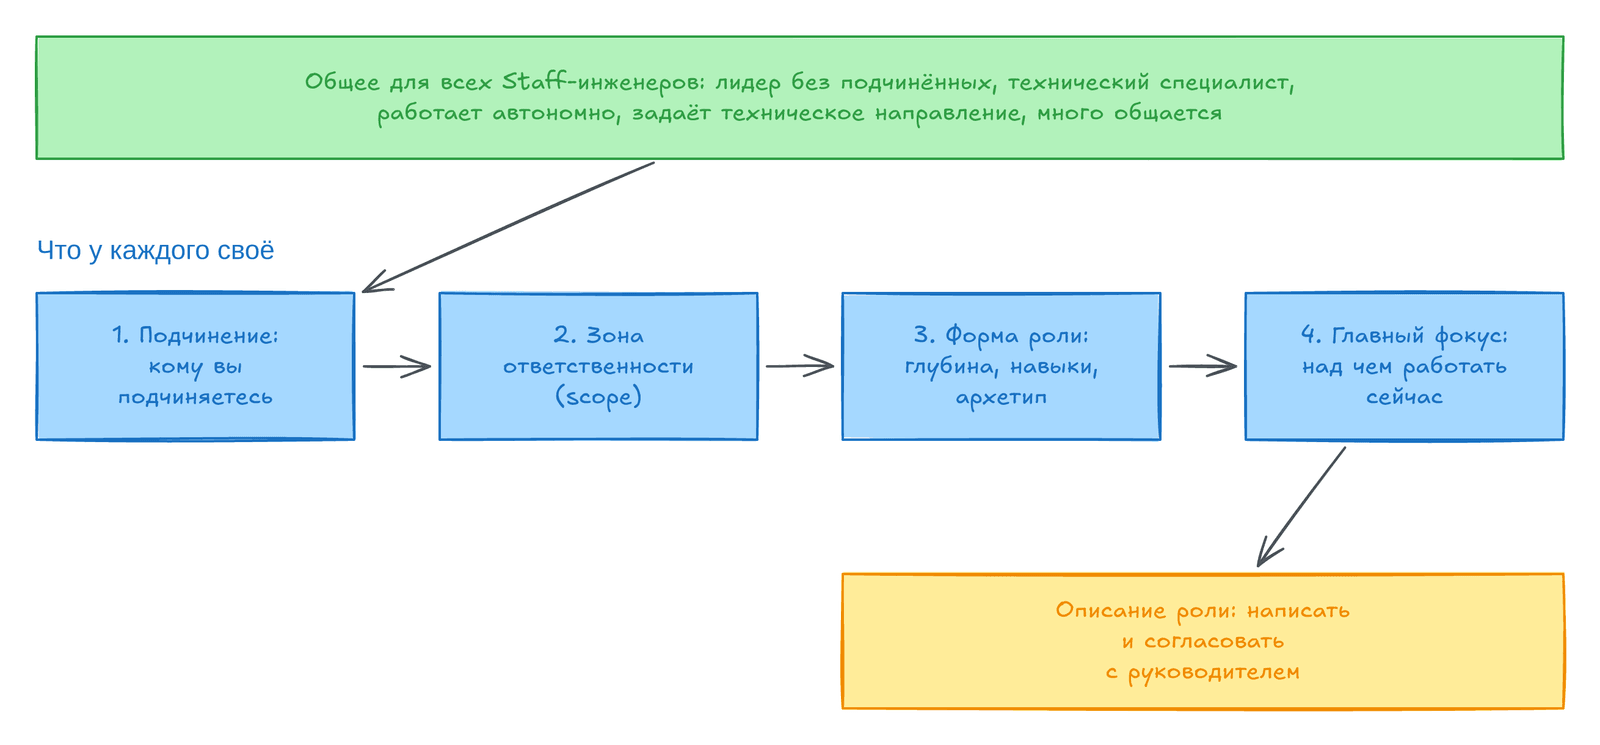 Общее для всех Staff-инженеров: лидер без подчинённых, технический специалист,
работает автономно, задаёт техническое направление, много общается
Что у каждого своё
1. Подчинение:
кому вы
подчиняетесь
2. Зона
ответственности
(scope)
3. Форма роли:
глубина, навыки,
архетип
4. Главный фокус:
над чем работать
сейчас
Описание роли: написать
и согласовать
с руководителем